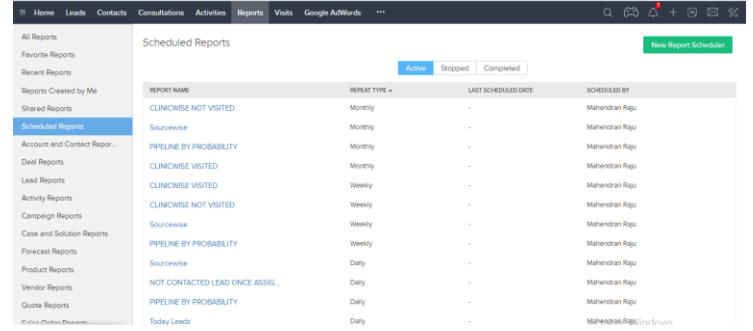 Home Leads Contacts Consultations Activities Reports Visits Google AdWords ...
All Reports
Favorite Reports
Recent Reports
Reports Created by Me
Shared Reports
Scheduled Reports
Account and Contact Repor...
Deal Reports
Lead Reports
Activity Reports
Campaign Reports
Case and Solution Reports
Forecast Reports
Product Reports
Vendor Reports
Quote Reports
Sales Order Reports
Scheduled Reports
New Report Scheduler
Active Stopped Completed
REPORT NAME REPEAT TYPE LAST SCHEDULED DATE SCHEDULED BY
CLINICWISE NOT VISITED Monthly - Mahendran Raju
Sourcewise Monthly - Mahendran Raju
PIPELINE BY PROBABILITY Monthly - Mahendran Raju
CLINICWISE VISITED Monthly - Mahendran Raju
CLINICWISE VISITED Weekly - Mahendran Raju
CLINICWISE NOT VISITED Weekly - Mahendran Raju
Sourcewise Weekly - Mahendran Raju
PIPELINE BY PROBABILITY Weekly - Mahendran Raju
Sourcewise Daily - Mahendran Raju
NOT CONTACTED LEAD ONCE ASSIG... Daily - Mahendran Raju
PIPELINE BY PROBABILITY Daily - Mahendran Raju
Today Leads Daily - Mahendran Raju
Windows